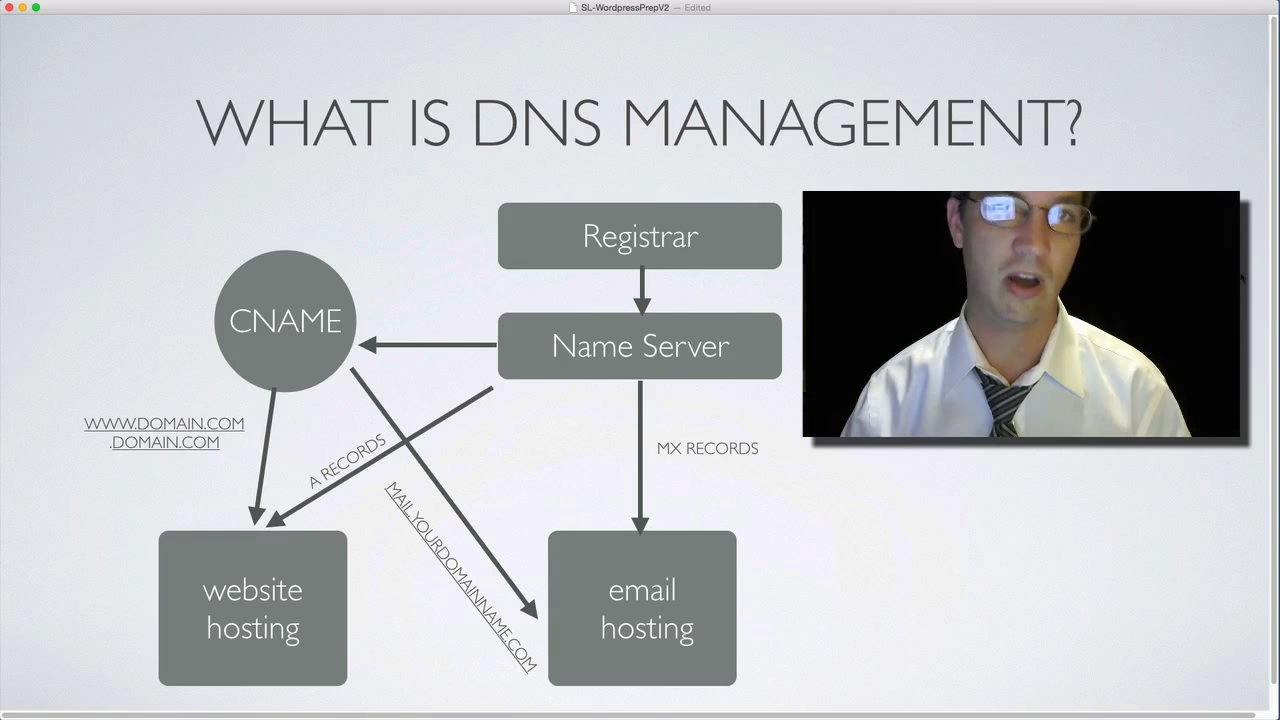 SL-WordpressPrepV2 — Edited
WHAT IS DNS MANAGEMENT?
Registrar
CNAME
Name Server
WWW.DOMAIN.COM
.DOMAIN.COM
A RECORDS
MX RECORDS
MAIL.YOURDOMAINNAME.COM
website
hosting
email
hosting